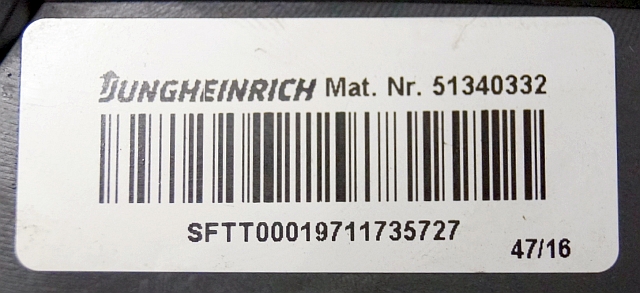 JUNGHEINRICH Mat. Nr. 51340332
SFTT00019711735727
47/16